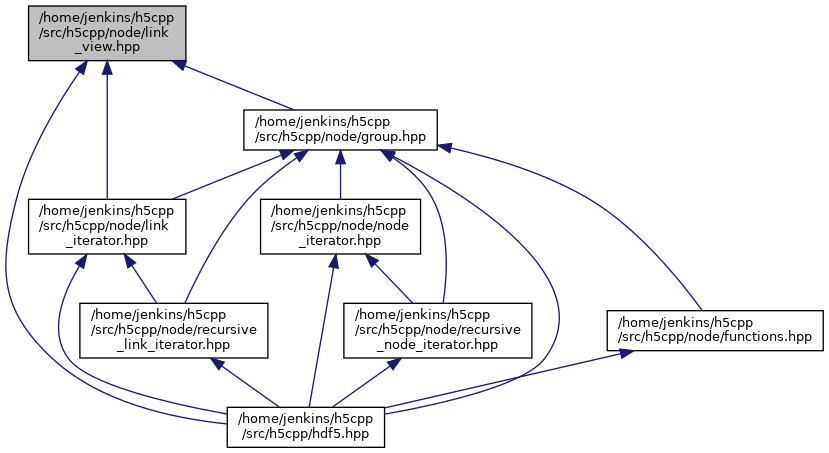 /home/jenkins/h5cpp
/src/h5cpp/node/link
_view.hpp
/home/jenkins/h5cpp
/src/h5cpp/node/group.hpp
/home/jenkins/h5cpp
/src/h5cpp/node/link
_iterator.hpp
/home/jenkins/h5cpp
/src/h5cpp/node/node
_iterator.hpp
/home/jenkins/h5cpp
/src/h5cpp/node/recursive
_link_iterator.hpp
/home/jenkins/h5cpp
/src/h5cpp/node/recursive
_node_iterator.hpp
/home/jenkins/h5cpp
/src/h5cpp/node/functions.hpp
/home/jenkins/h5cpp
/src/h5cpp/hdf5.hpp